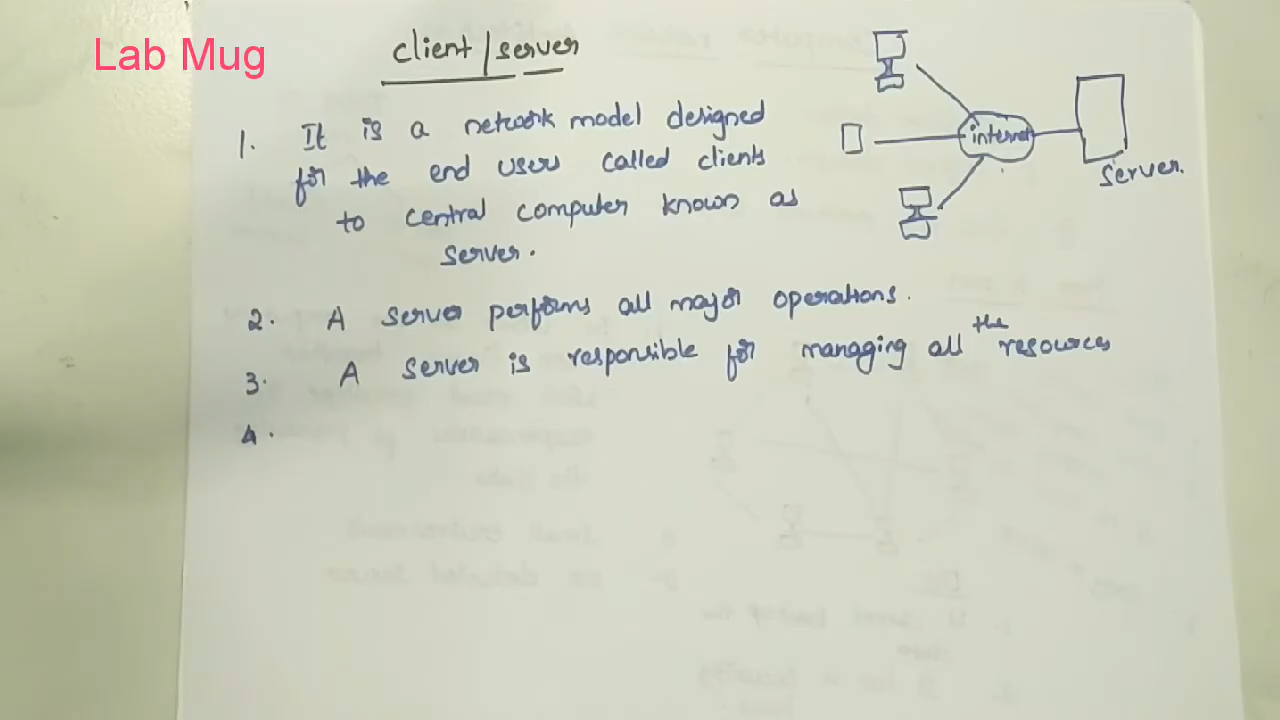 Lab Mug
client/server
1. It is a network model designed
for the end users called clients
to central computer known as
server.
2. A server performs all major operations.
3. A server is responsible for managing all the resources
4.
internet
server.